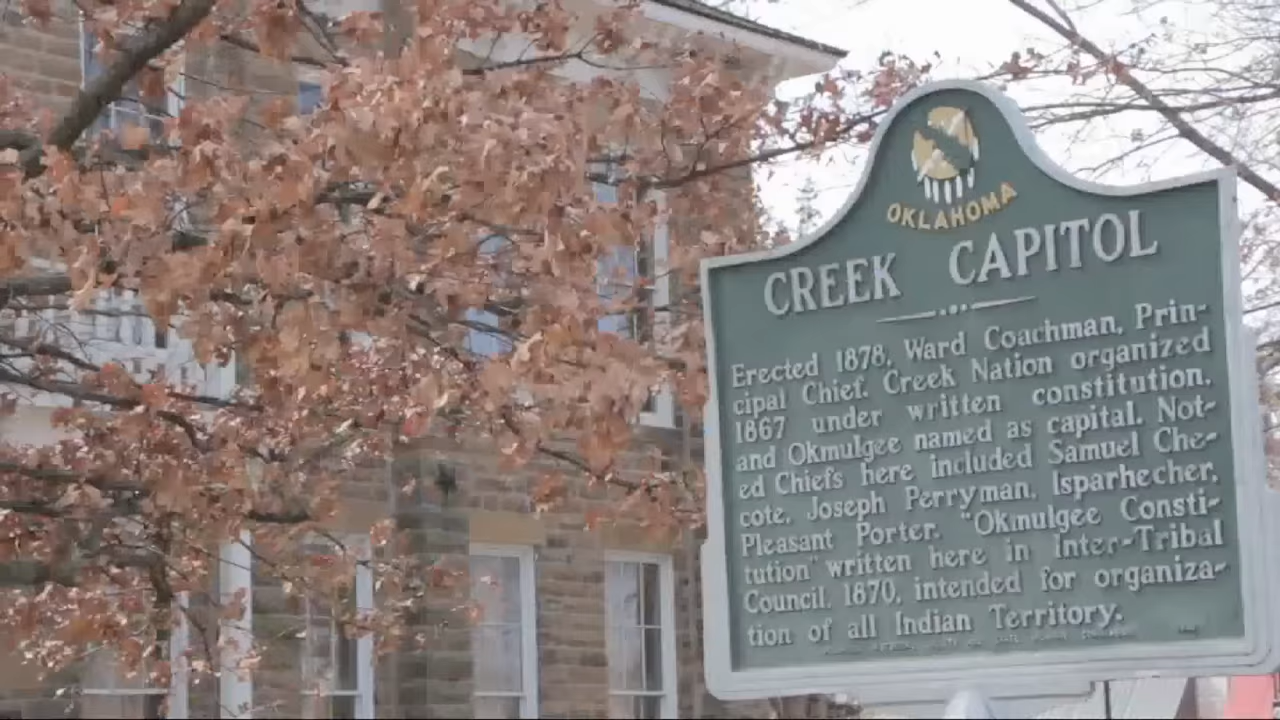 OKLAHOMA
CREEK CAPITOL
Erected 1878, Ward Coachman, Prin-
cipal Chief. Creek Nation organized
1867 under written constitution,
and Okmulgee named as capital. Not-
ed Chiefs here included Samuel Che-
cote, Joseph Perryman, Isparhecher,
Pleasant Porter. "Okmulgee Consti-
tution" written here in Inter-Tribal
Council, 1870, intended for organiza-
tion of all Indian Territory.